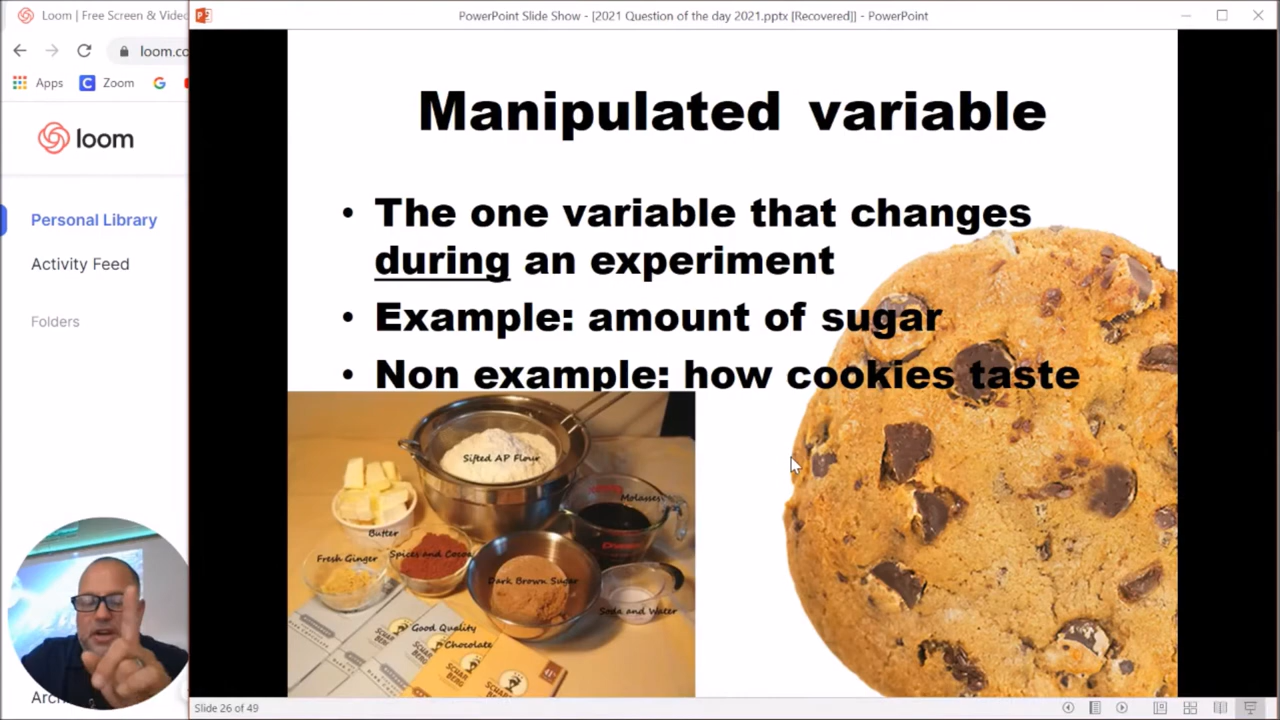 Loom | Free Screen & Video
PowerPoint Slide Show - [2021 Question of the day 2021.pptx [Recovered]] - PowerPoint
loom.co
Apps
Zoom
loom
Personal Library
Activity Feed
Folders
Manipulated variable
• The one variable that changes
during an experiment
• Example: amount of sugar
• Non example: how cookies taste
Sifted AP Flour
Molasses
Butter
Fresh Ginger
Spices and Cocoa
Dark Brown Sugar
Soda and Water
Good Quality
Chocolate
Slide 26 of 49